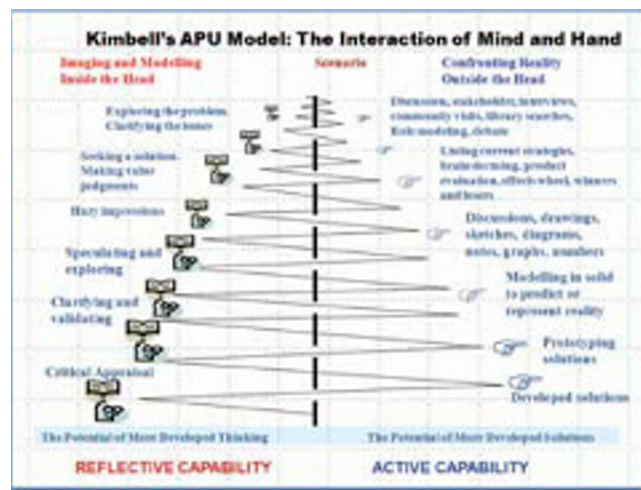 Kimbell's APU Model: The Interaction of Mind and Hand
Imaging and Modelling
Inside the Head
Scenario
Confronting Reality
Outside the Head
Exploring the problem.
Clarifying the issues
Discussion, stakeholder, interviews,
community visits, library searches,
Role modeling, debate
Seeking a solution.
Making value
judgments
Listing current strategies,
brainstorming, product
evaluation, effects wheel, winners
and losers
Hazy impressions
Discussions, drawings,
sketches, diagrams,
notes, graphs, numbers
Speculating and
exploring
Modelling in solid
to predict or
represent reality
Clarifying and
validating
Prototyping
solutions
Critical Appraisal
Developed solutions
The Potential of More Developed Thinking
The Potential of More Developed Solutions
REFLECTIVE CAPABILITY
ACTIVE CAPABILITY